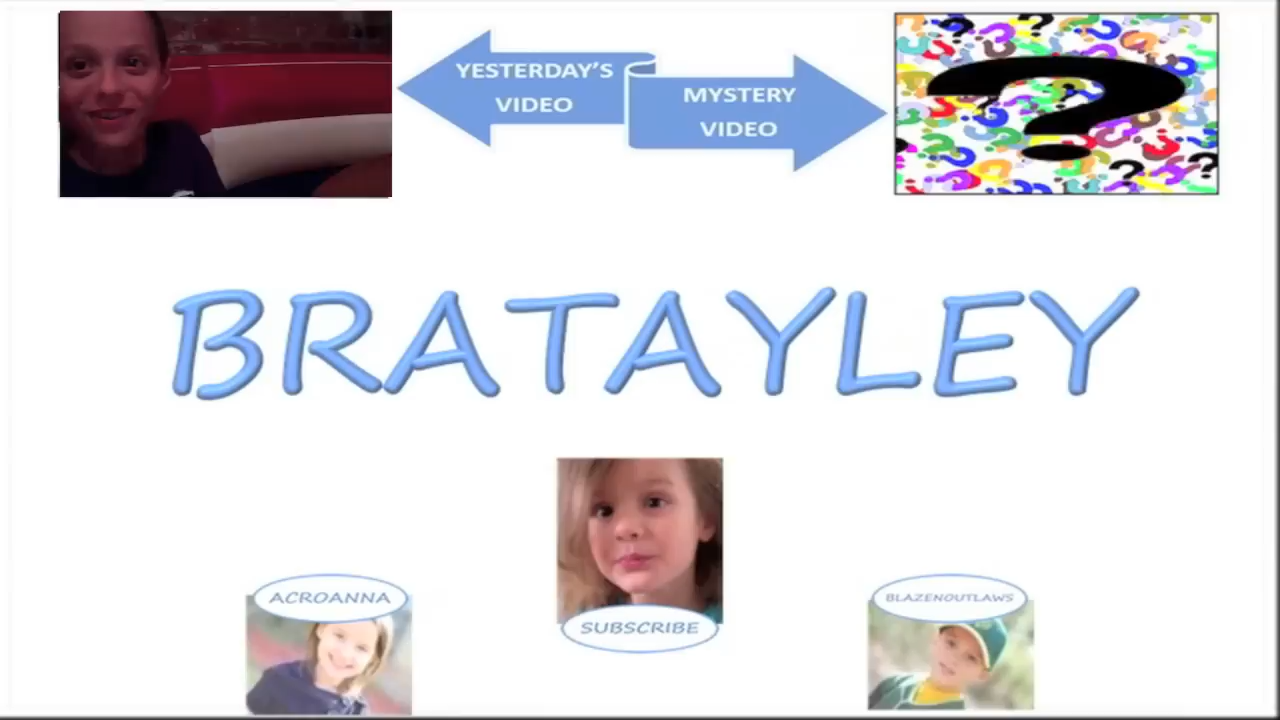 YESTERDAY'S
VIDEO
MYSTERY
VIDEO
?
BRATAYLEY
ACROANNA
SUBSCRIBE
BLAZENOUTLAWS